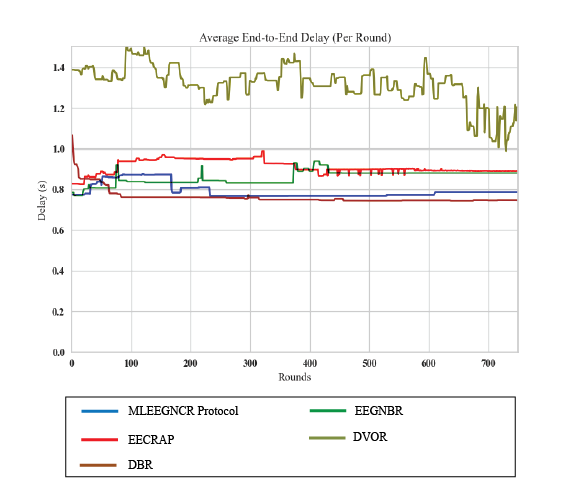 Average End-to-End Delay (Per Round)
1.4
1.2
1.0
0.8
0.6
0.4
0.2
0.0
Delay (s)
0 100 200 300 400 500 600 700
Rounds
MLEEGNCR Protocol EEGNBR
EECRAP DVOR
DBR